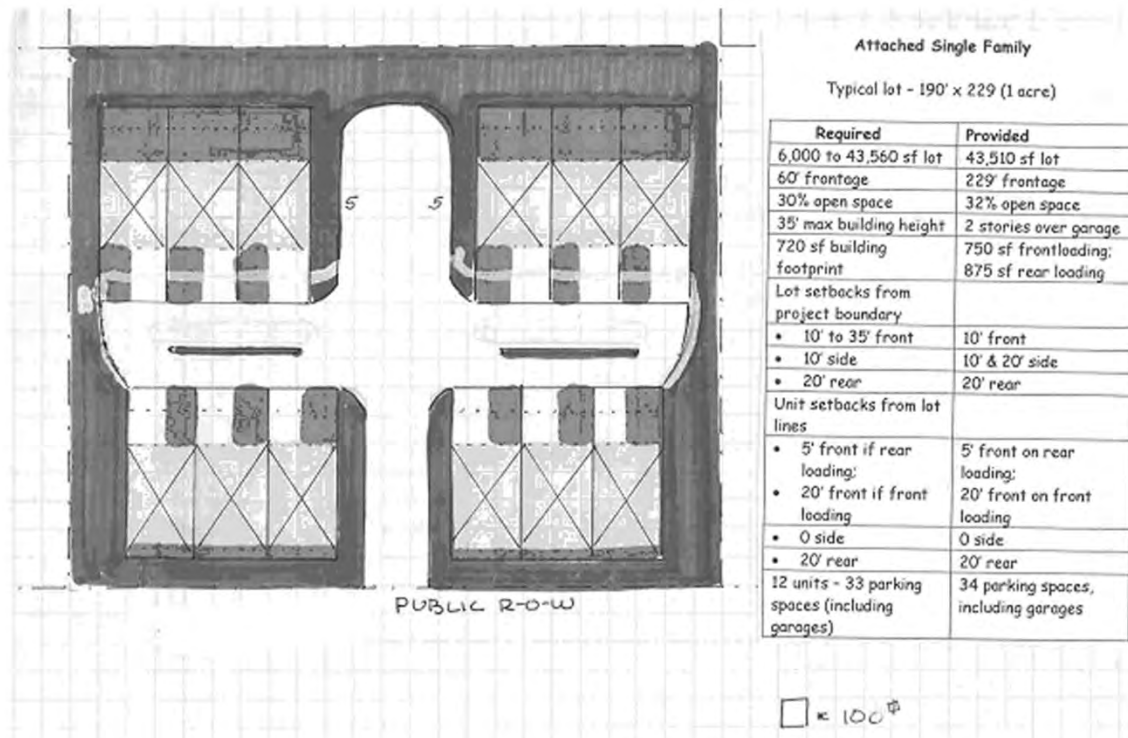 Attached Single Family
Typical lot - 190' x 229 (1 acre)
Required Provided
6,000 to 43,560 sf lot 43,510 sf lot
60' frontage 229' frontage
30% open space 32% open space
35' max building height 2 stories over garage
720 sf building footprint 750 sf frontloading; 875 sf rear loading
Lot setbacks from project boundary
• 10' to 35' front 10' front
• 10' side 10' & 20' side
• 20' rear 20' rear
Unit setbacks from lot lines
• 5' front if rear loading; 5' front on rear loading;
• 20' front if front loading 20' front on front loading
• 0 side 0 side
• 20' rear 20' rear
12 units - 33 parking spaces (including garages) 34 parking spaces, including garages
5 5
PUBLIC R-O-W
100